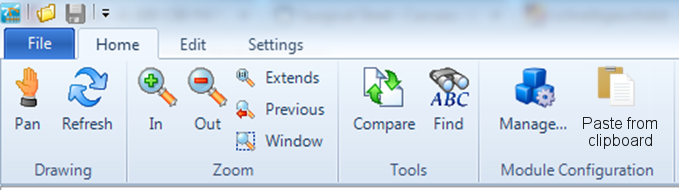 File Home Edit Settings
Pan Refresh In Out Extends Previous Window Compare ABC Find Manage... Paste from clipboard
Drawing Zoom Tools Module Configuration